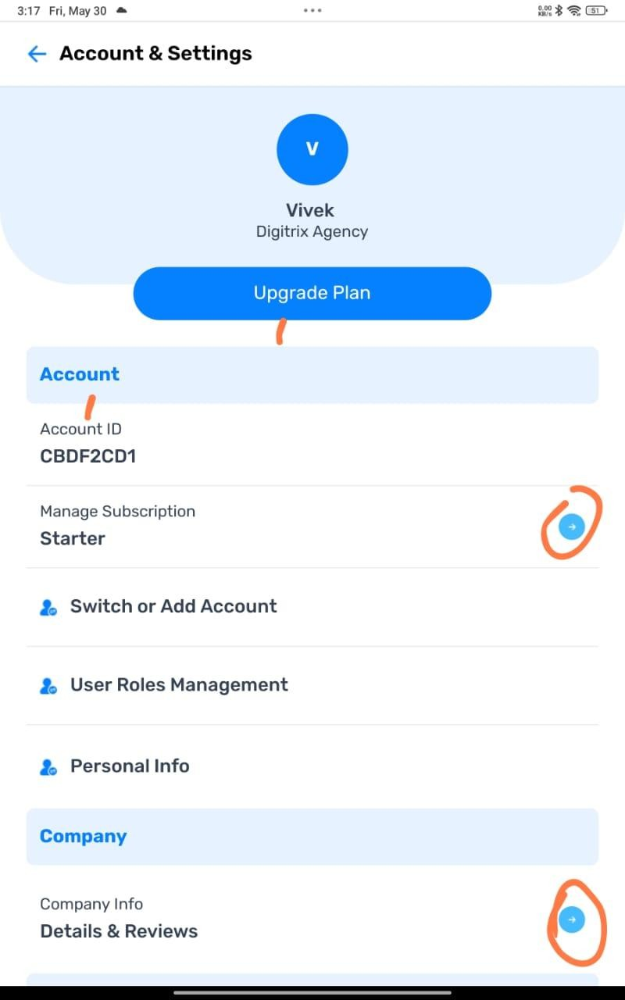 3:17 Fri, May 30
0.00 KB/s 51
Account & Settings
V
Vivek
Digitrix Agency
Upgrade Plan
Account
Account ID
CBDF2CD1
Manage Subscription
Starter
Switch or Add Account
User Roles Management
Personal Info
Company
Company Info
Details & Reviews